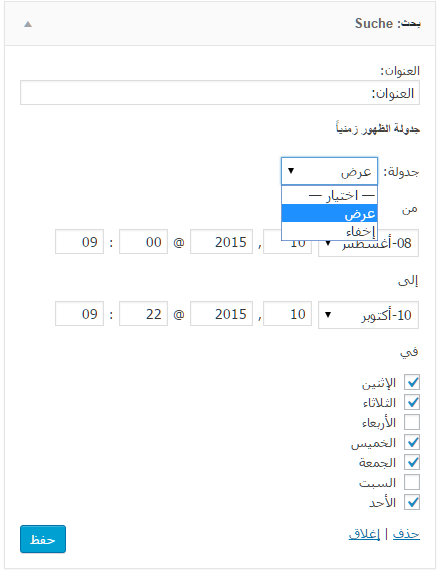 بحث: Suche
العنوان:
العنوان:
جدولة الظهور زمنياً
جدولة: عرض
— اختيار —
عرض
إخفاء
من
08-أغسطس 10 , 2015 @ 00 : 09
إلى
10-أكتوبر 10 , 2015 @ 22 : 09
في
الإثنين
الثلاثاء
الأربعاء
الخميس
الجمعة
السبت
الأحد
حذف | إغلاق
حفظ